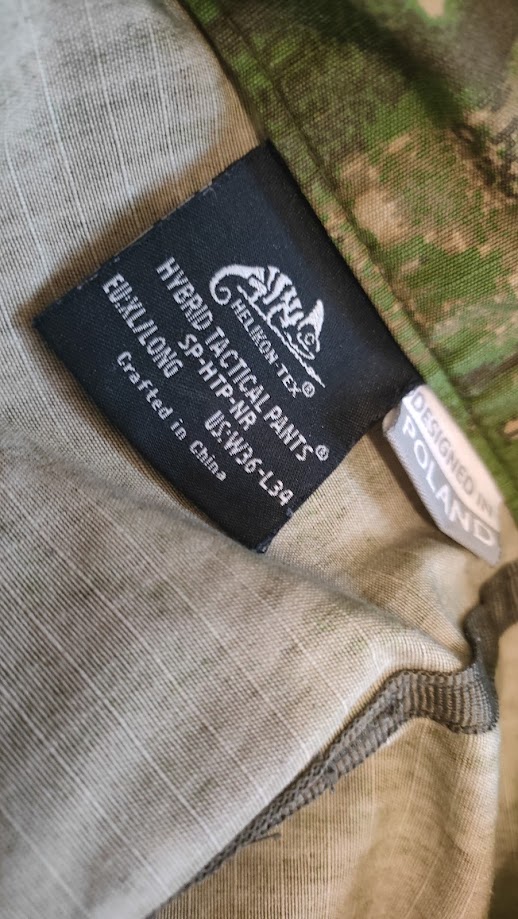 HELIKON-TEX®
HYBRID TACTICAL PANTS®
SP-HTP-NR
EU:XL/LONG US:W36-L34
Crafted in China
DESIGNED IN
POLAND